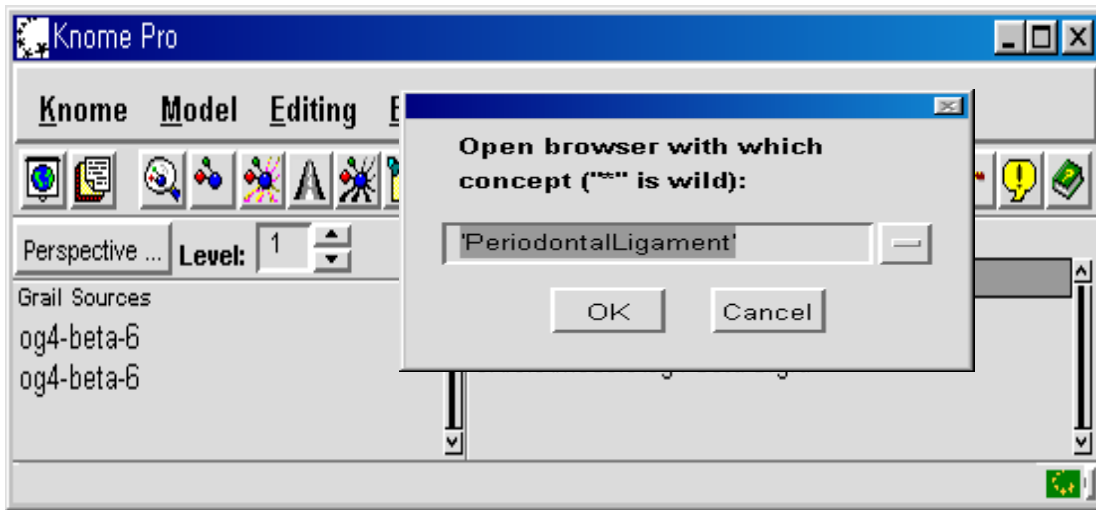 Knome Pro
Knome Model Editing
Open browser with which
concept ("*" is wild):
'PeriodontalLigament'
OK Cancel
Perspective ... Level: 1
Grail Sources
og4-beta-6
og4-beta-6